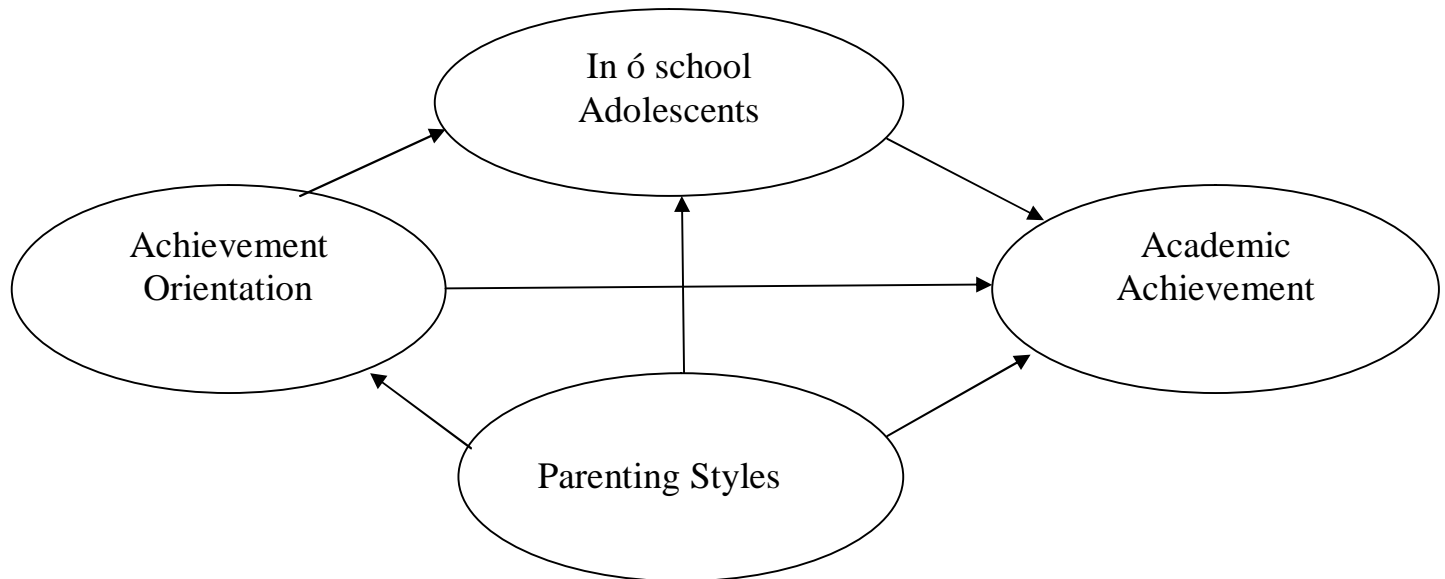 In ó school
Adolescents
Achievement
Orientation
Academic
Achievement
Parenting Styles